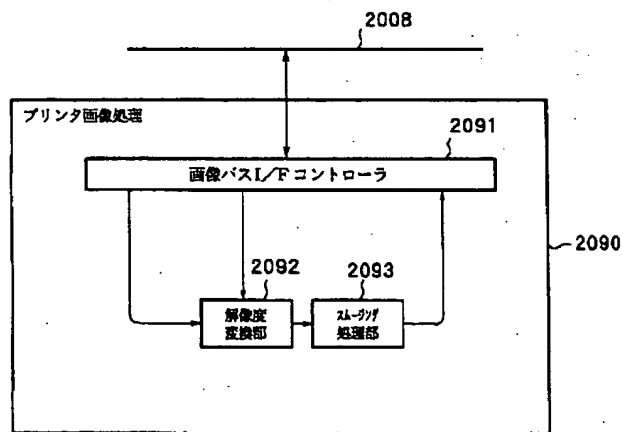 2008
プリンタ画像処理
2091
画像バスI/Fコントローラ
2090
2092
2093
解像度
変換部
スムージング
処理部